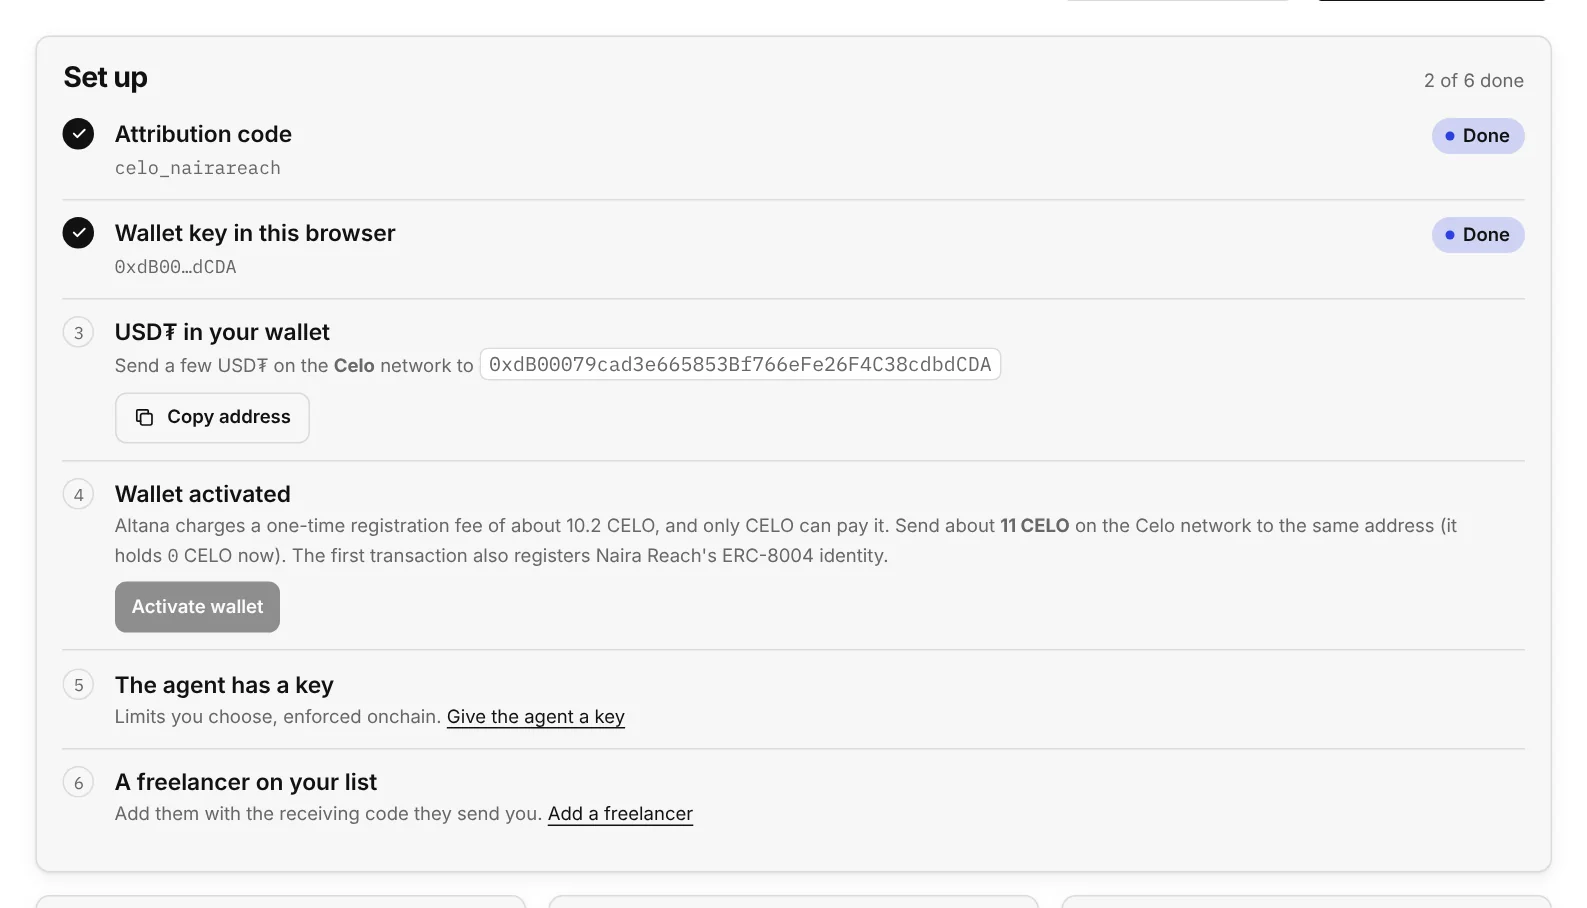 Set up
2 of 6 done
Attribution code
Done
celo_nairareach
Wallet key in this browser
Done
0xdB00…dCDA
3
USD₮ in your wallet
Send a few USD₮ on the Celo network to 0xdB00079cad3e665853Bf766eFe26F4C38cdbdCDA
Copy address
4
Wallet activated
Altana charges a one-time registration fee of about 10.2 CELO, and only CELO can pay it. Send about 11 CELO on the Celo network to the same address (it
holds 0 CELO now). The first transaction also registers Naira Reach's ERC-8004 identity.
Activate wallet
5
The agent has a key
Limits you choose, enforced onchain. Give the agent a key
6
A freelancer on your list
Add them with the receiving code they send you. Add a freelancer